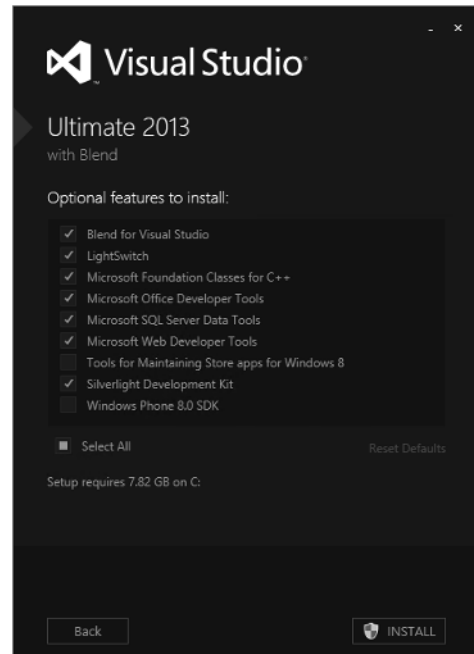 Visual Studio
Ultimate 2013
with Blend
Optional features to install:
Blend for Visual Studio
LightSwitch
Microsoft Foundation Classes for C++
Microsoft Office Developer Tools
Microsoft SQL Server Data Tools
Microsoft Web Developer Tools
Tools for Maintaining Store apps for Windows 8
Silverlight Development Kit
Windows Phone 8.0 SDK
Select All
Reset Defaults
Setup requires 7.82 GB on C:
Back
INSTALL